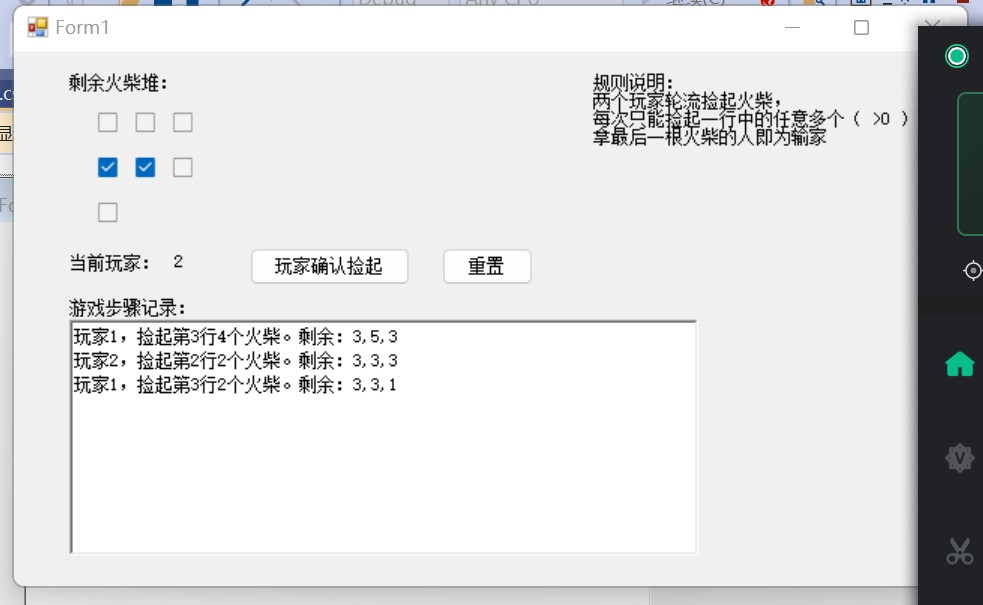 Form1
剩余火柴堆：
规则说明：
两个玩家轮流捡起火柴，
每次只能捡起一行中的任意多个（ >0 ）
拿最后一根火柴的人即为输家
当前玩家： 2
玩家确认捡起
重置
游戏步骤记录：
玩家1，捡起第3行4个火柴。剩余：3,5,3
玩家2，捡起第2行2个火柴。剩余：3,3,3
玩家1，捡起第3行2个火柴。剩余：3,3,1